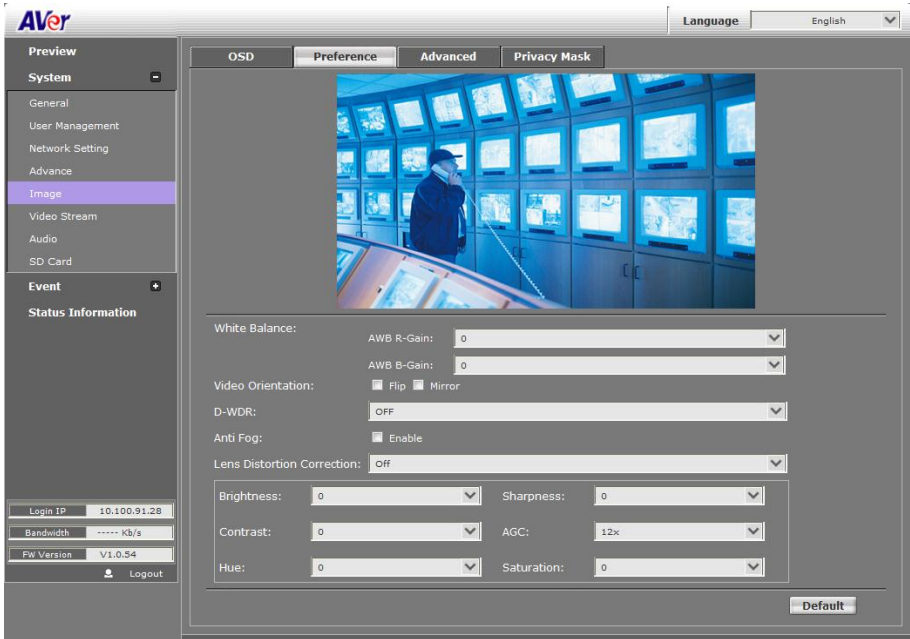 AVer
Language English
Preview
System
General
User Management
Network Setting
Advance
Image
Video Stream
Audio
SD Card
Event
Status Information
Login IP 10.100.91.28
Bandwidth ----- Kb/s
FW Version V1.0.54
Logout
OSD Preference Advanced Privacy Mask
White Balance:
AWB R-Gain: 0
AWB B-Gain: 0
Video Orientation: Flip Mirror
D-WDR: OFF
Anti Fog: Enable
Lens Distortion Correction: Off
Brightness: 0 Sharpness: 0
Contrast: 0 AGC: 12x
Hue: 0 Saturation: 0
Default